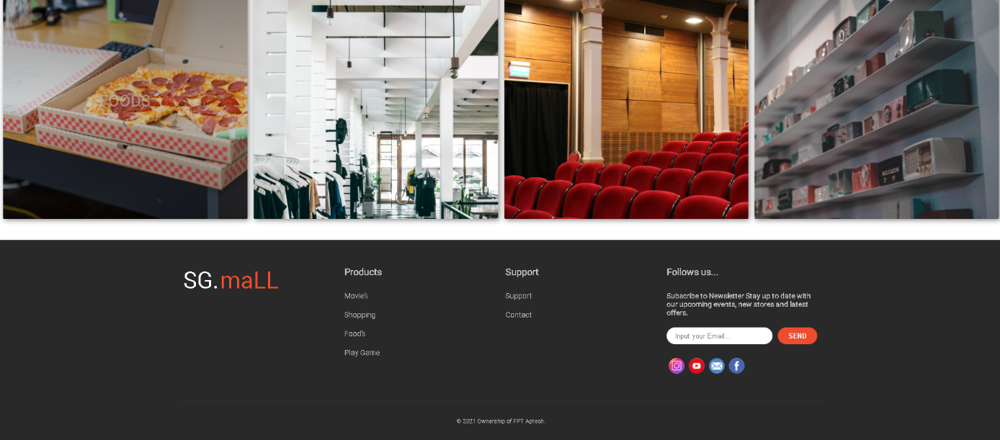 FOODS
SG.maLL
Products
Movie's
Shopping
Food's
Play Game
Support
Support
Contact
Follows us...
Subscribe to Newsletter Stay up to date with
our upcoming events, new stores and latest
offers.
Input your Email...
SEND
© 2021 Ownership of FPT Aptech.